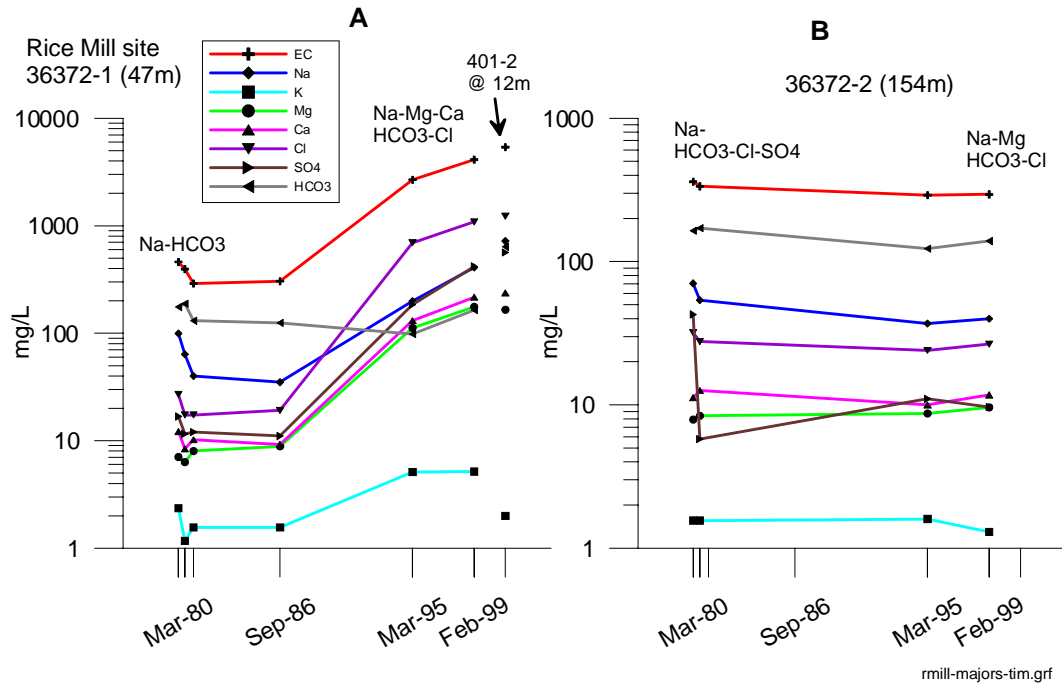 A
B
Rice Mill site
36372-1 (47m)
EC
Na
K
Mg
Ca
Cl
SO4
HCO3
401-2
@ 12m
Na-Mg-Ca
HCO3-Cl
Na-HCO3
10000
1000
100
10
1
mg/L
Mar-80
Sep-86
Mar-95
Feb-99
36372-2 (154m)
Na-
HCO3-Cl-SO4
Na-Mg
HCO3-Cl
1000
100
10
1
mg/L
Mar-80
Sep-86
Mar-95
Feb-99
rmill-majors-tim.grf